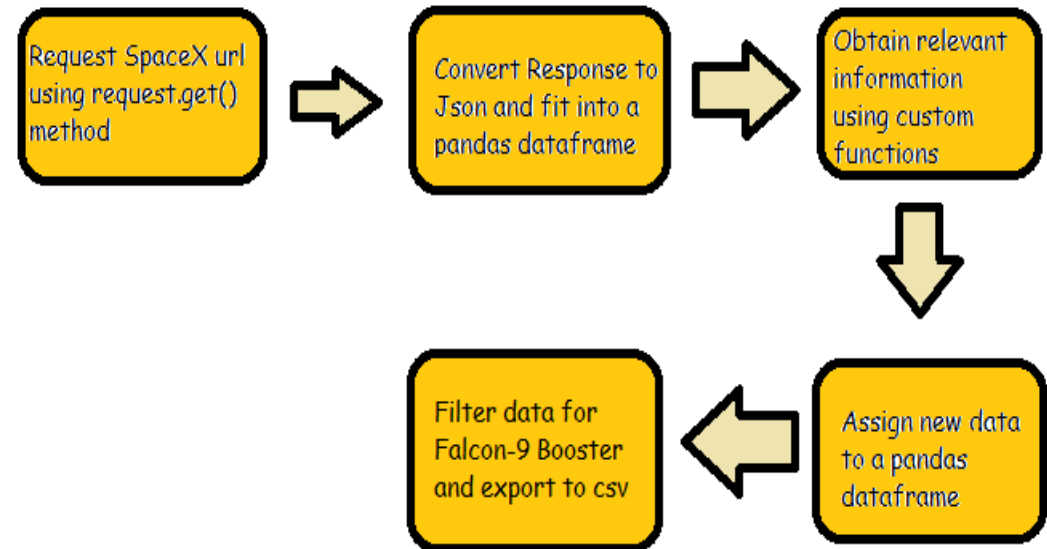 Request SpaceX url
using request.get()
method
Convert Response to
Json and fit into a
pandas dataframe
Obtain relevant
information
using custom
functions
Assign new data
to a pandas
dataframe
Filter data for
Falcon-9 Booster
and export to csv